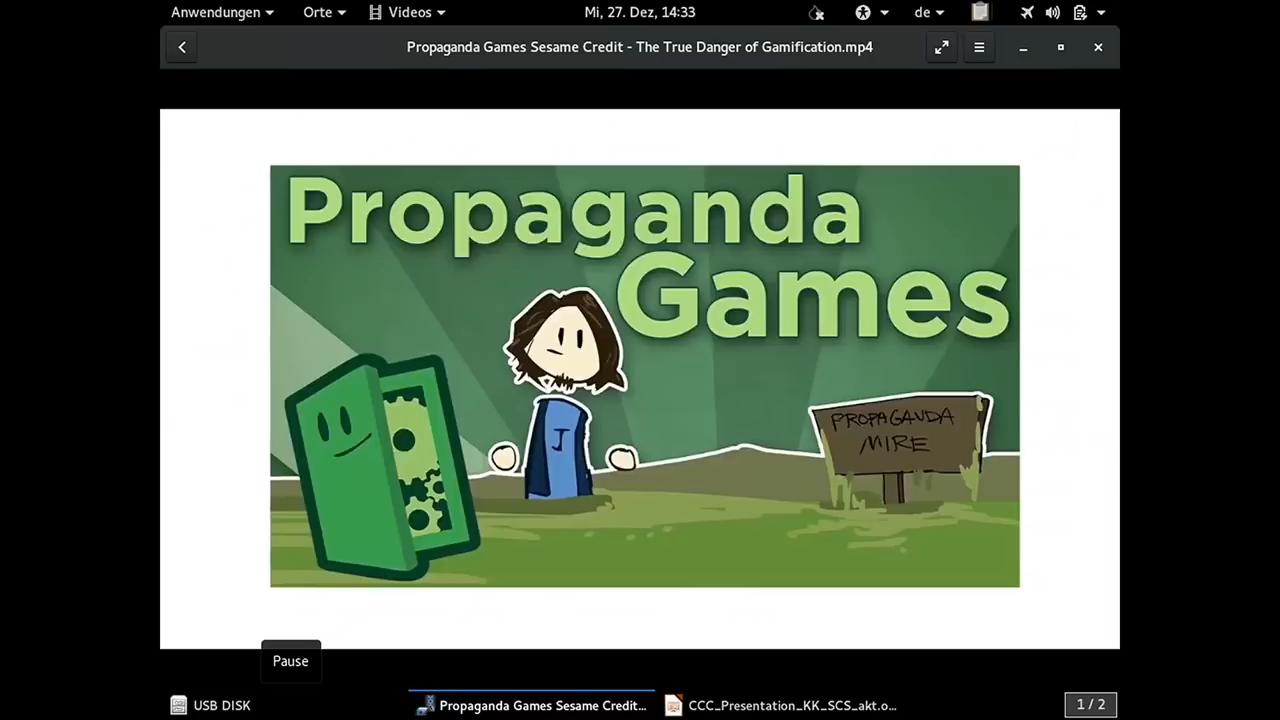 Anwendungen Orte Videos Mi, 27. Dez, 14:33 de
Propaganda Games Sesame Credit - The True Danger of Gamification.mp4
Propaganda
Games
J
PROPAGANDA
MIRE
Pause
USB DISK Propaganda Games Sesame Credit... CCC_Presentation_KK_SCS_akt.o... 1 / 2